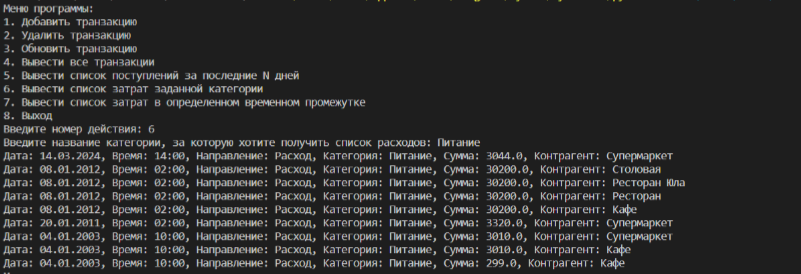 Меню программы:
1. Добавить транзакцию
2. Удалить транзакцию
3. Обновить транзакцию
4. Вывести все транзакции
5. Вывести список поступлений за последние N дней
6. Вывести список затрат заданной категории
7. Вывести список затрат в определенном временном промежутке
8. Выход
Введите номер действия: 6
Введите название категории, за которую хотите получить список расходов: Питание
Дата: 14.03.2024, Время: 14:00, Направление: Расход, Категория: Питание, Сумма: 3044.0, Контрагент: Супермаркет
Дата: 08.01.2012, Время: 02:00, Направление: Расход, Категория: Питание, Сумма: 30200.0, Контрагент: Столовая
Дата: 08.01.2012, Время: 02:00, Направление: Расход, Категория: Питание, Сумма: 30200.0, Контрагент: Ресторан Юла
Дата: 08.01.2012, Время: 02:00, Направление: Расход, Категория: Питание, Сумма: 30200.0, Контрагент: Ресторан
Дата: 08.01.2012, Время: 02:00, Направление: Расход, Категория: Питание, Сумма: 30200.0, Контрагент: Кафе
Дата: 20.01.2011, Время: 02:00, Направление: Расход, Категория: Питание, Сумма: 3320.0, Контрагент: Супермаркет
Дата: 04.01.2003, Время: 10:00, Направление: Расход, Категория: Питание, Сумма: 3010.0, Контрагент: Супермаркет
Дата: 04.01.2003, Время: 10:00, Направление: Расход, Категория: Питание, Сумма: 3010.0, Контрагент: Кафе
Дата: 04.01.2003, Время: 10:00, Направление: Расход, Категория: Питание, Сумма: 299.0, Контрагент: Кафе